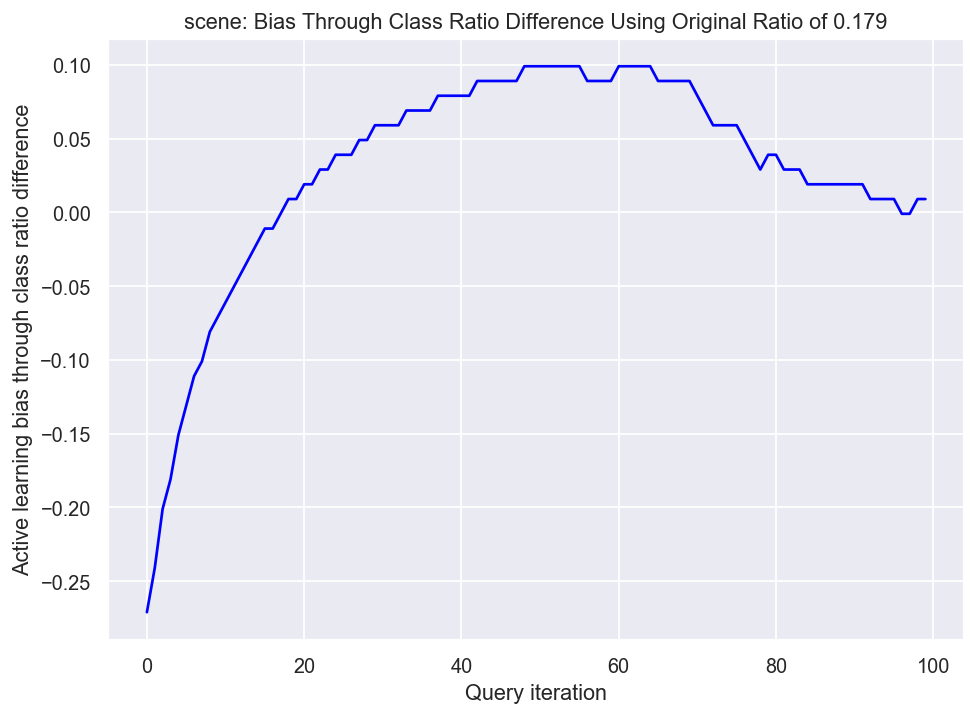 scene: Bias Through Class Ratio Difference Using Original Ratio of 0.179
Active learning bias through class ratio difference
0.10
0.05
0.00
−0.05
−0.10
−0.15
−0.20
−0.25
0 20 40 60 80 100
Query iteration